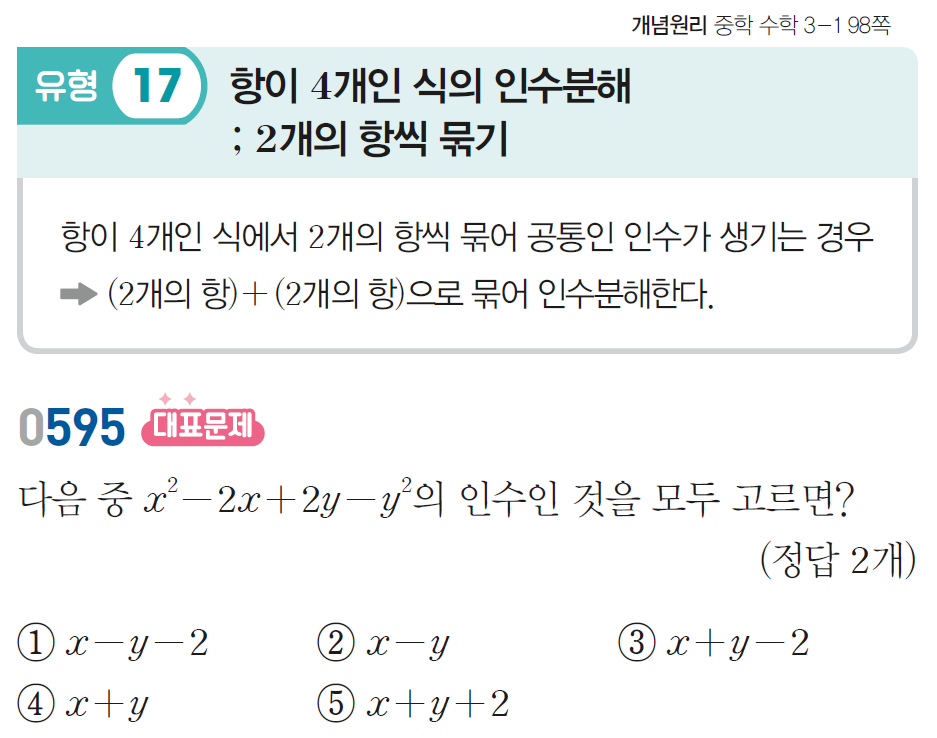 개념원리 중학 수학 3-1 98쪽
유형 17 항이 4개인 식의 인수분해
; 2개의 항씩 묶기
항이 4개인 식에서 2개의 항씩 묶어 공통인 인수가 생기는 경우
➡ (2개의 항)+(2개의 항)으로 묶어 인수분해한다.
0595 대표문제
다음 중 x²-2x+2y-y²의 인수인 것을 모두 고르면?
(정답 2개)
① x-y-2 ② x-y ③ x+y-2
④ x+y ⑤ x+y+2